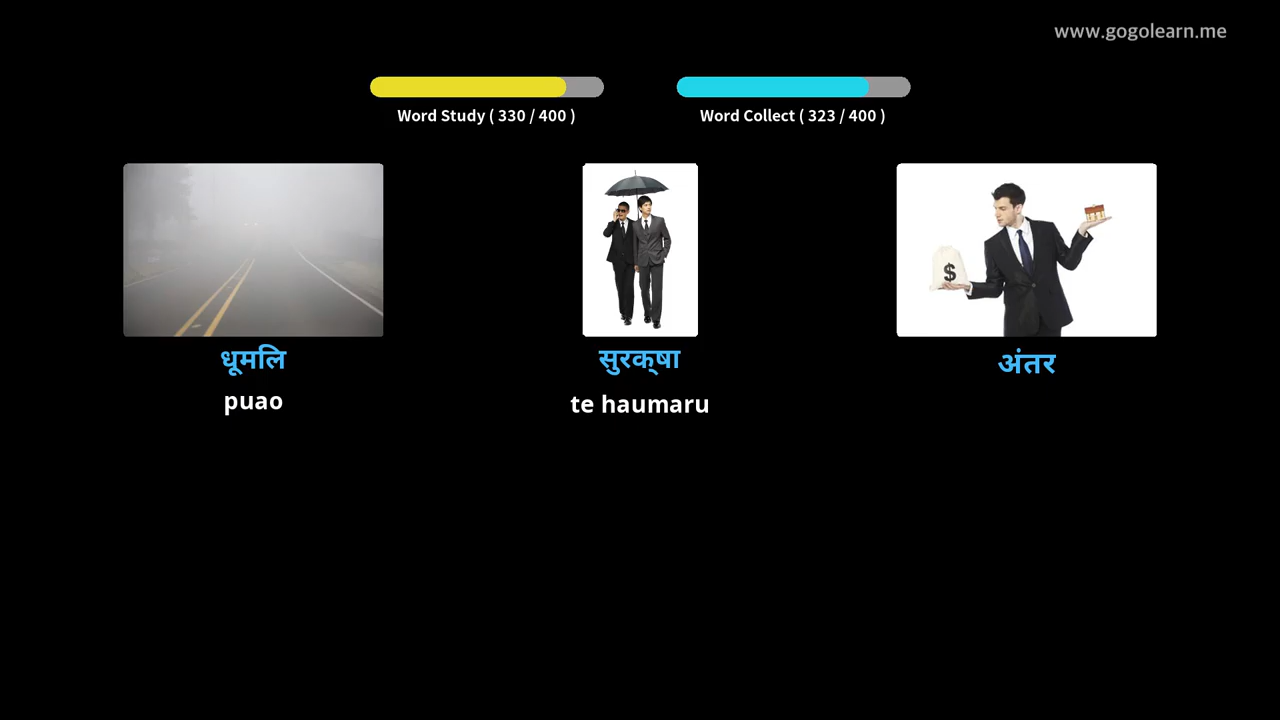 www.gogolearn.me
Word Study ( 330 / 400 )
Word Collect ( 323 / 400 )
$
धूमलि
सुरक्षा
अंतर
puao
te haumaru